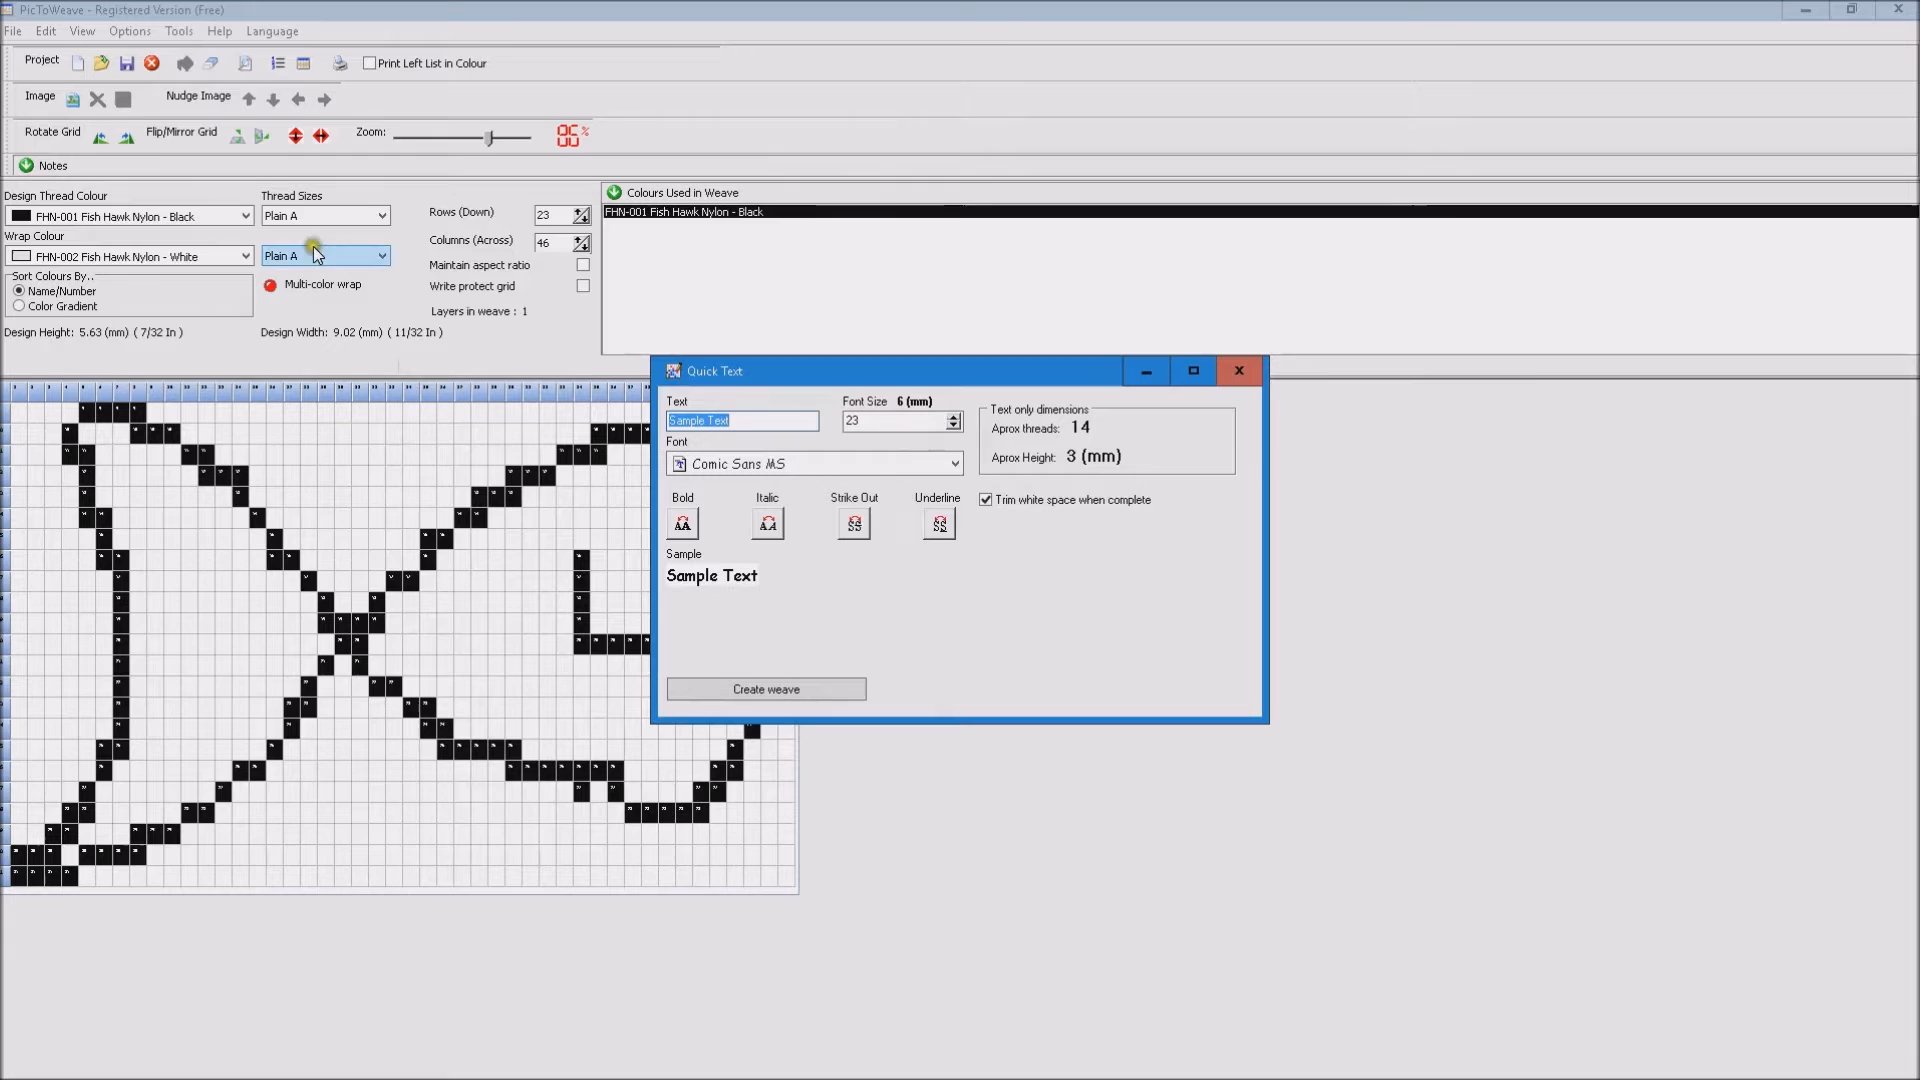 PicToWeave - Registered Version (Free)
File Edit View Options Tools Help Language
Project Print Left List in Colour
Image Nudge Image
Rotate Grid Flip/Mirror Grid Zoom: 86 %
Notes
Design Thread Colour Thread Sizes
FHN-001 Fish Hawk Nylon - Black Plain A Rows (Down) 23
Wrap Colour Columns (Across) 46
FHN-002 Fish Hawk Nylon - White Plain A Maintain aspect ratio
Sort Colours By..
Name/Number Multi-color wrap Write protect grid
Color Gradient Layers in weave : 1
Design Height: 5.63 (mm) ( 7/32 In ) Design Width: 9.02 (mm) ( 11/32 In )
Colours Used in Weave
FHN-001 Fish Hawk Nylon - Black
Quick Text
Text Font Size 6 (mm)
Sample Text 23
Font
Comic Sans MS
Text only dimensions
Aprox threads: 14
Aprox Height: 3 (mm)
Bold Italic Strike Out Underline
Trim white space when complete
AA AA SS SS
Sample
Sample Text
Create weave